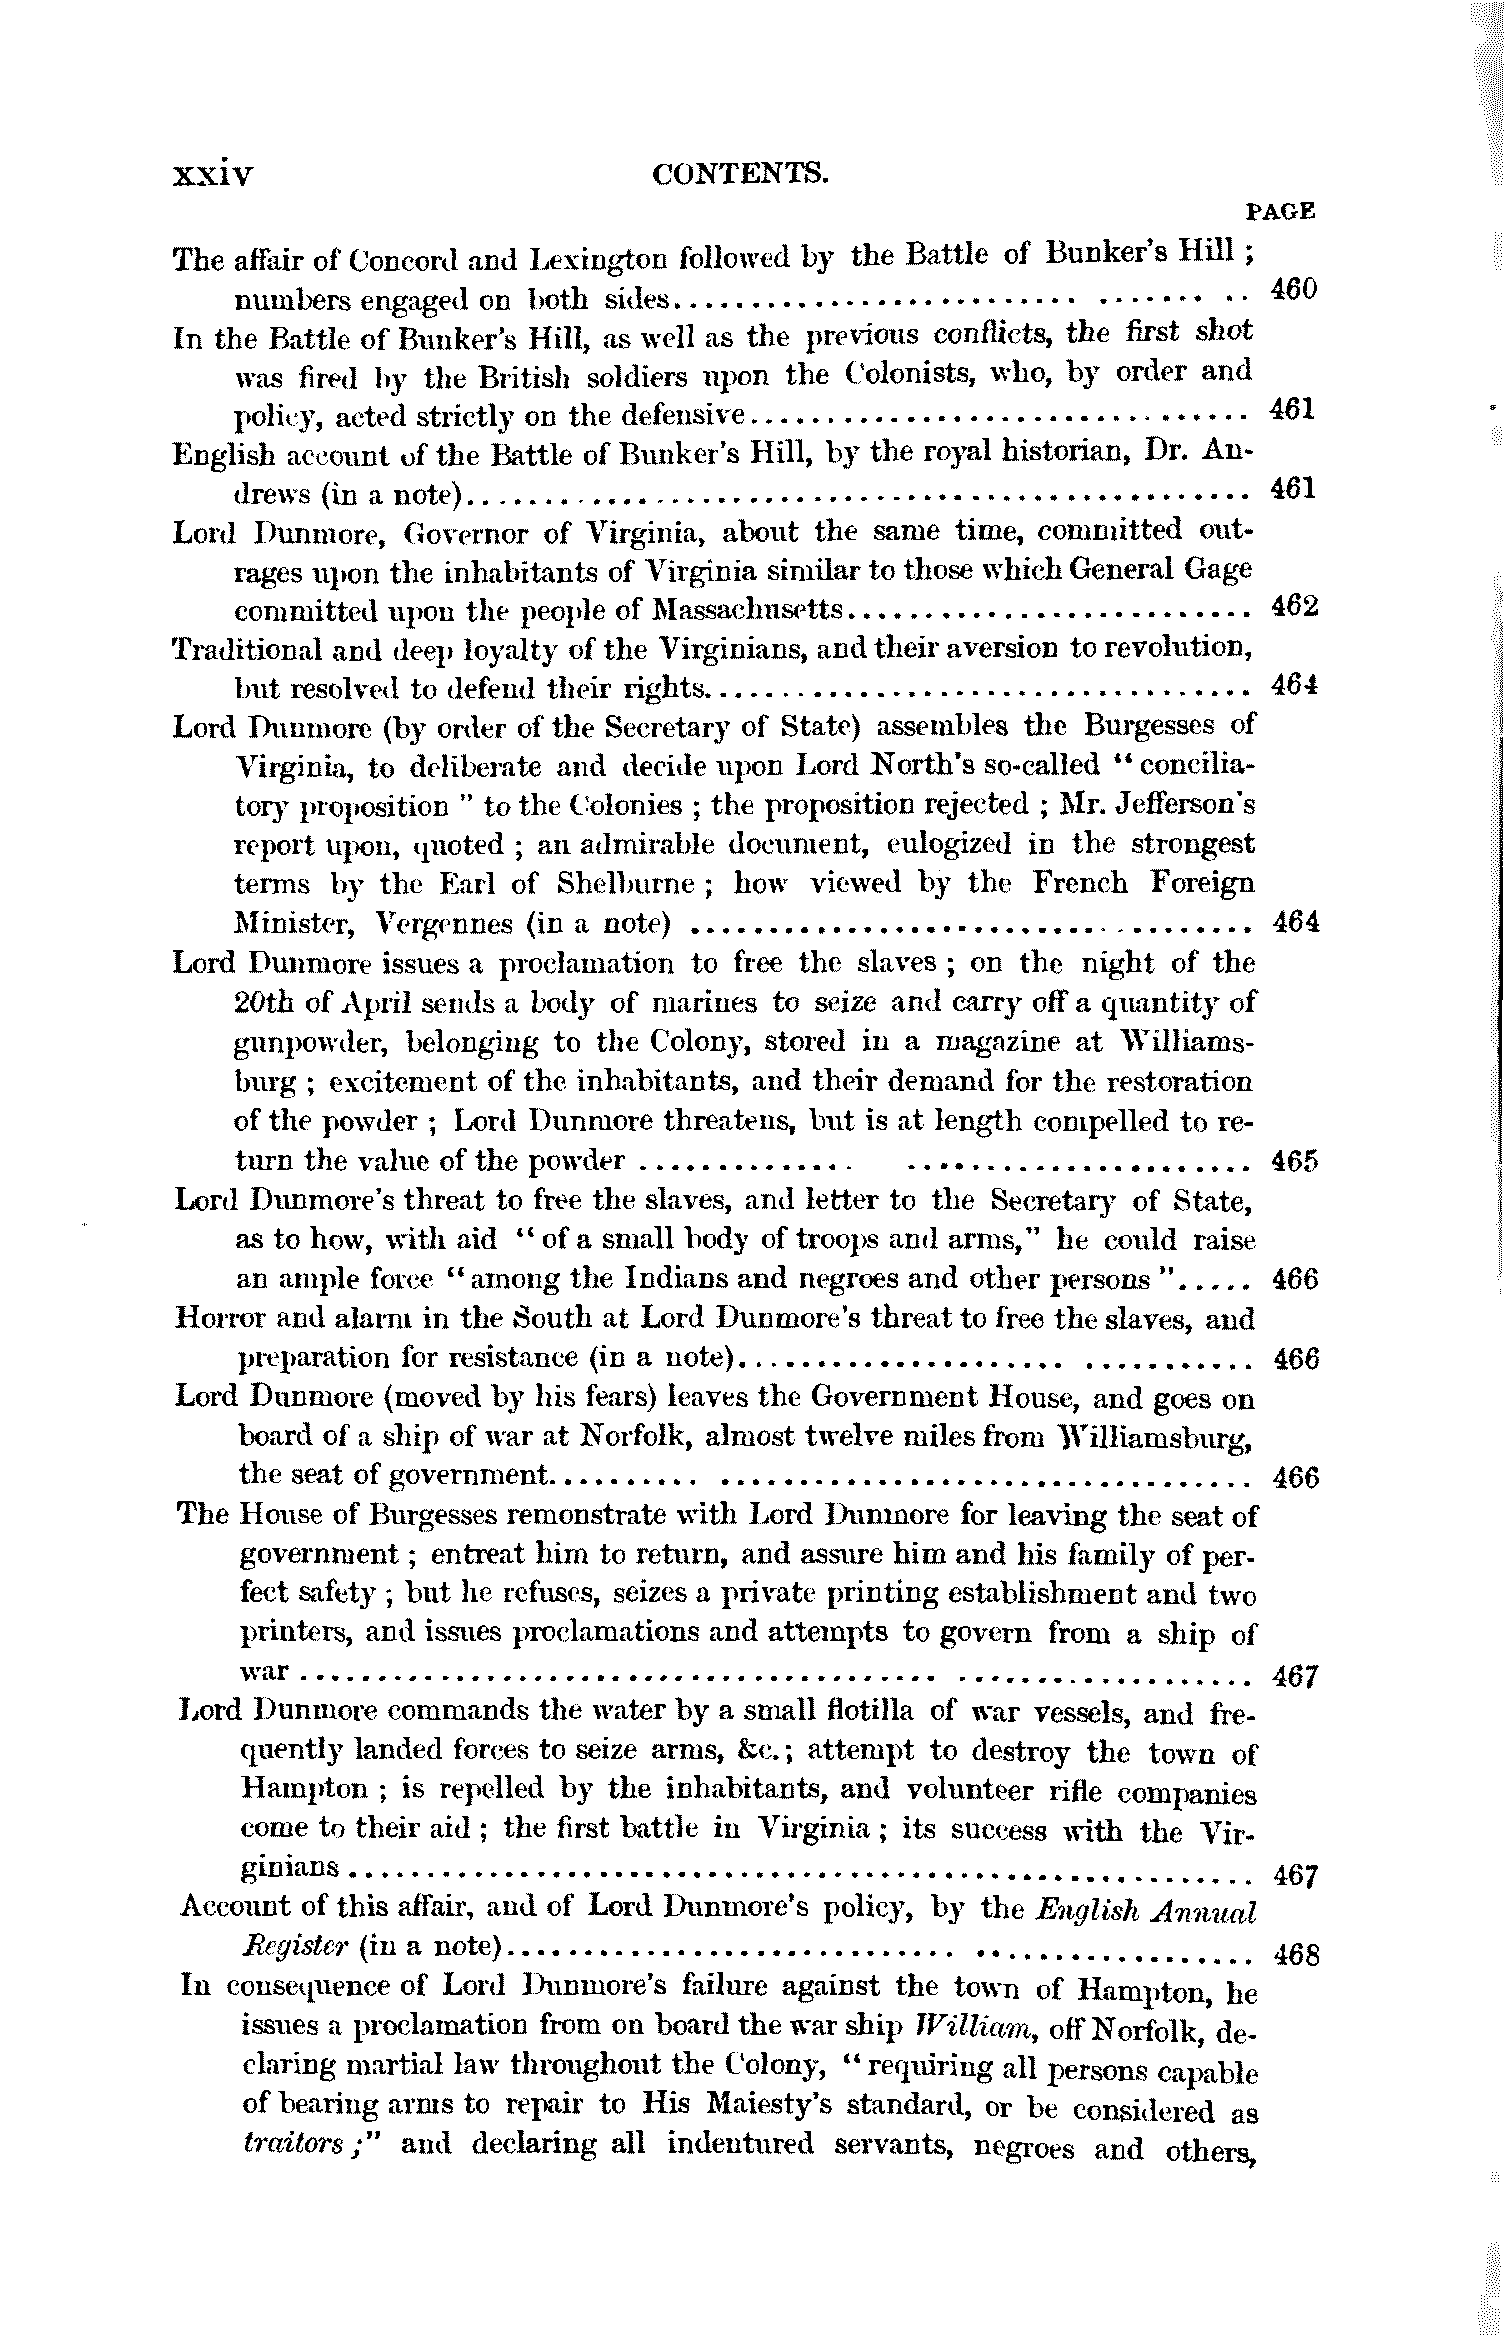 xxiv CONTENTS.
PAGE
The affair of Concord and Lexington followed by the Battle of Bunker's Hill ;
numbers engaged on both sides.......................... ....... .. 460
In the Battle of Bunker's Hill, as well as the previous conflicts, the first shot
was fired by the British soldiers upon the Colonists, who, by order and
policy, acted strictly on the defensive................................ 461
English account of the Battle of Bunker's Hill, by the royal historian, Dr. An-
drews (in a note).................................................. 461
Lord Dunmore, Governor of Virginia, about the same time, committed out-
rages upon the inhabitants of Virginia similar to those which General Gage
committed upon the people of Massachusetts.......................... 462
Traditional and deep loyalty of the Virginians, and their aversion to revolution,
but resolved to defend their rights................................... 464
Lord Dunmore (by order of the Secretary of State) assembles the Burgesses of
Virginia, to deliberate and decide upon Lord North's so-called “ concilia-
tory proposition ” to the Colonies ; the proposition rejected ; Mr. Jefferson's
report upon, quoted ; an admirable document, eulogized in the strongest
terms by the Earl of Shelburne ; how viewed by the French Foreign
Minister, Vergennes (in a note) .................................... 464
Lord Dunmore issues a proclamation to free the slaves ; on the night of the
20th of April sends a body of marines to seize and carry off a quantity of
gunpowder, belonging to the Colony, stored in a magazine at Williams-
burg ; excitement of the inhabitants, and their demand for the restoration
of the powder ; Lord Dunmore threatens, but is at length compelled to re-
turn the value of the powder .............. ...................... 465
Lord Dunmore's threat to free the slaves, and letter to the Secretary of State,
as to how, with aid “ of a small body of troops and arms,” he could raise
an ample force “ among the Indians and negroes and other persons ”..... 466
Horror and alarm in the South at Lord Dunmore's threat to free the slaves, and
preparation for resistance (in a note)..................... ........... 466
Lord Dunmore (moved by his fears) leaves the Government House, and goes on
board of a ship of war at Norfolk, almost twelve miles from Williamsburg,
the seat of government.......... .................................. 466
The House of Burgesses remonstrate with Lord Dunmore for leaving the seat of
government ; entreat him to return, and assure him and his family of per-
fect safety ; but he refuses, seizes a private printing establishment and two
printers, and issues proclamations and attempts to govern from a ship of
war ......................................... ................... 467
Lord Dunmore commands the water by a small flotilla of war vessels, and fre-
quently landed forces to seize arms, &c. ; attempt to destroy the town of
Hampton ; is repelled by the inhabitants, and volunteer rifle companies
come to their aid ; the first battle in Virginia ; its success with the Vir-
ginians .......................................................... 467
Account of this affair, and of Lord Dunmore's policy, by the English Annual
Register (in a note)............................. .................. 468
In consequence of Lord Dunmore's failure against the town of Hampton, he
issues a proclamation from on board the war ship William, off Norfolk, de-
claring martial law throughout the Colony, “ requiring all persons capable
of bearing arms to repair to His Maiesty's standard, or be considered as
traitors ;” and declaring all indentured servants, negroes and others,